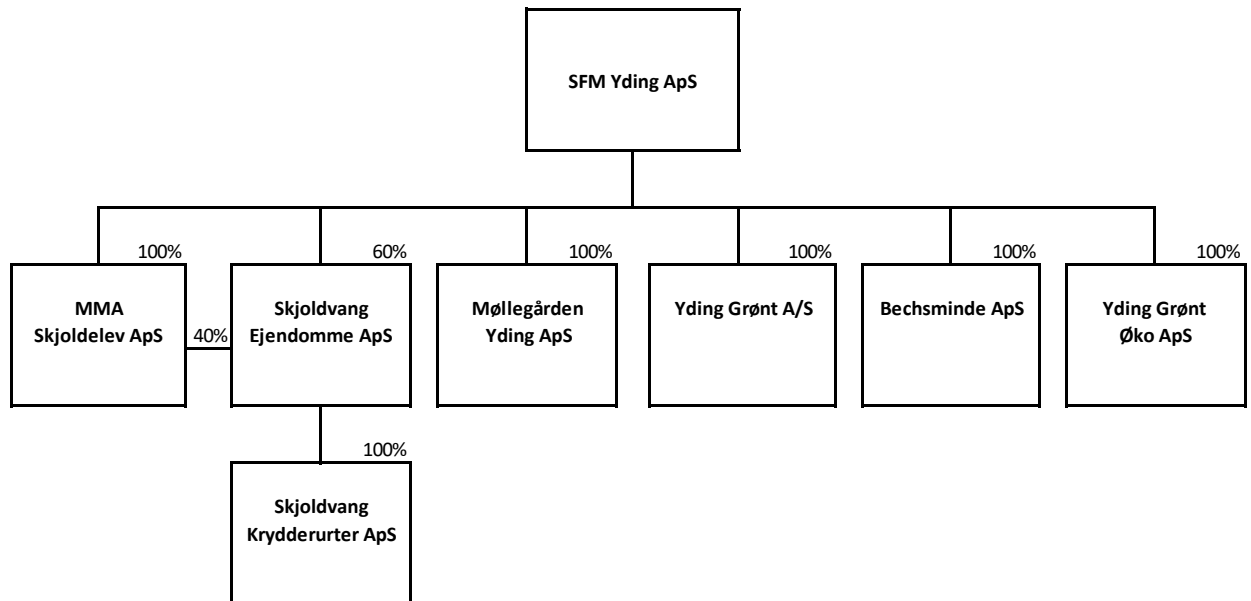 SFM Yding ApS
100%
60%
100%
100%
100%
100%
MMA
Skjoldelev ApS
40%
Skjoldvang
Ejendomme ApS
Møllegården
Yding ApS
Yding Grønt A/S
Bechsminde ApS
Yding Grønt
Øko ApS
100%
Skjoldvang
Krydderurter ApS